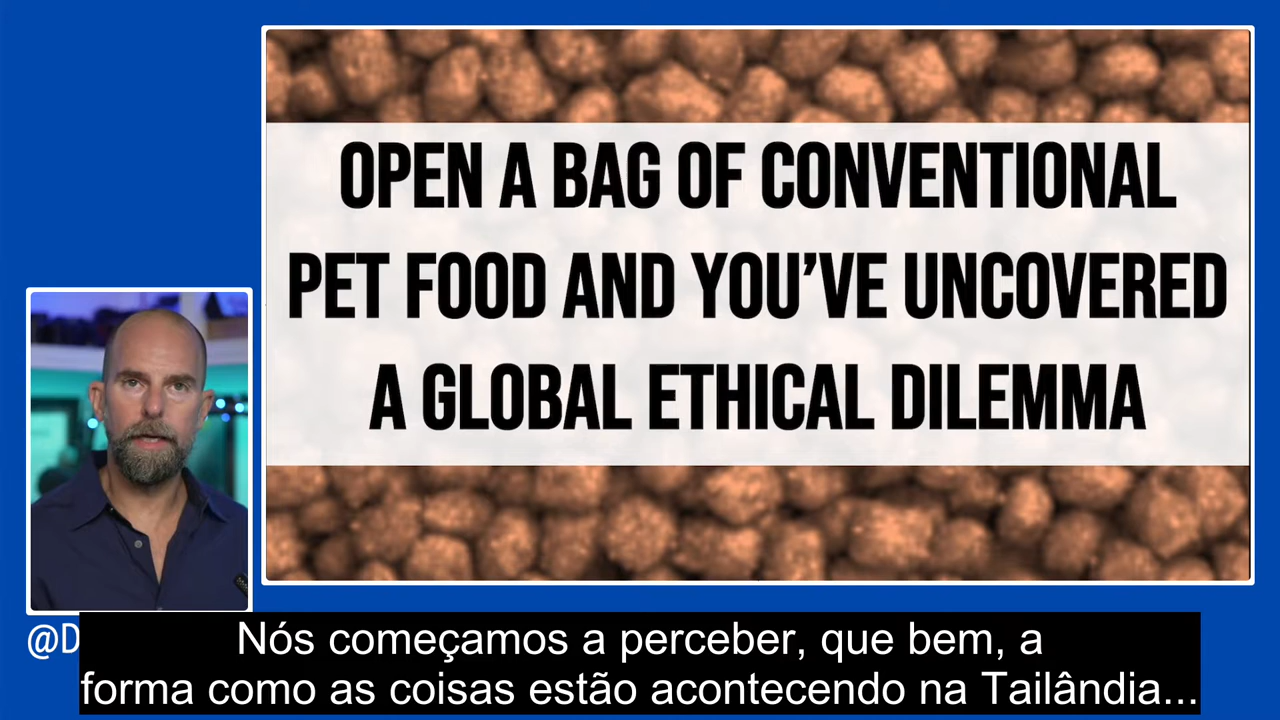 OPEN A BAG OF CONVENTIONAL
PET FOOD AND YOU'VE UNCOVERED
A GLOBAL ETHICAL DILEMMA
@D
Nós começamos a perceber, que bem, a
forma como as coisas estão acontecendo na Tailândia...